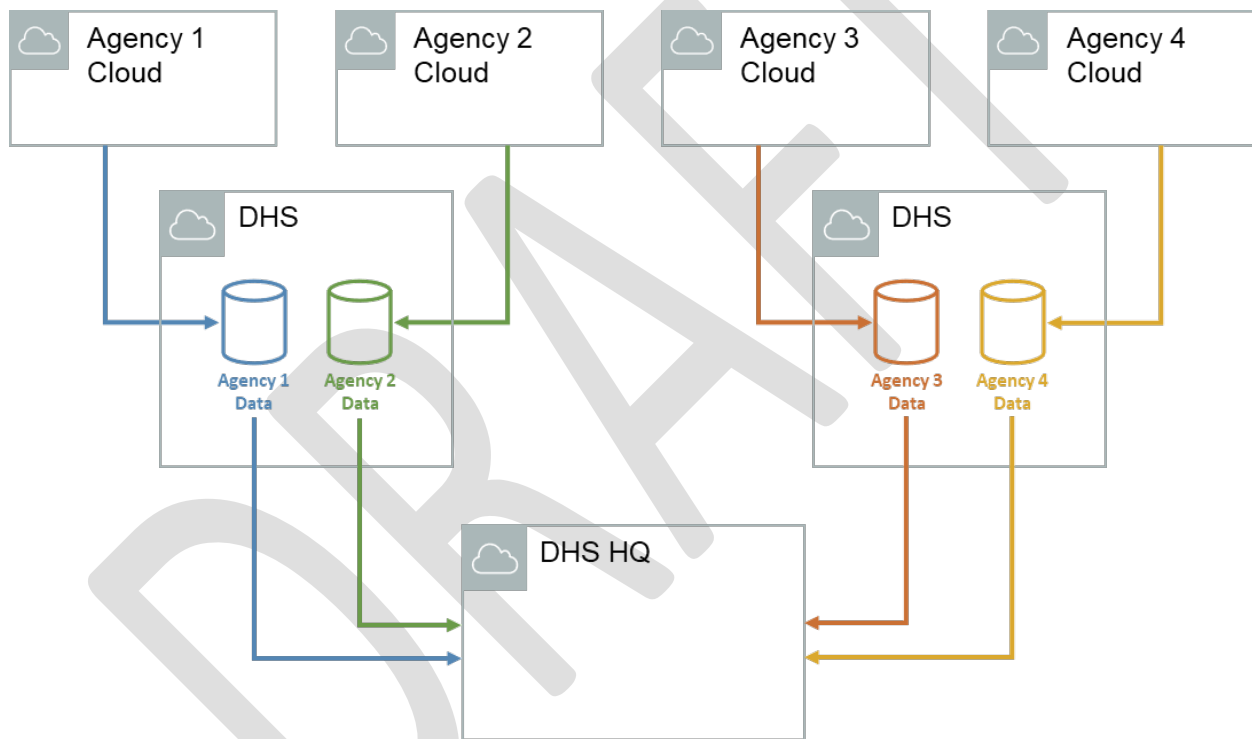 Agency 1
Cloud
Agency 2
Cloud
Agency 3
Cloud
Agency 4
Cloud
DHS
DHS
Agency 1
Data
Agency 2
Data
Agency 3
Data
Agency 4
Data
DHS HQ
DRAFT